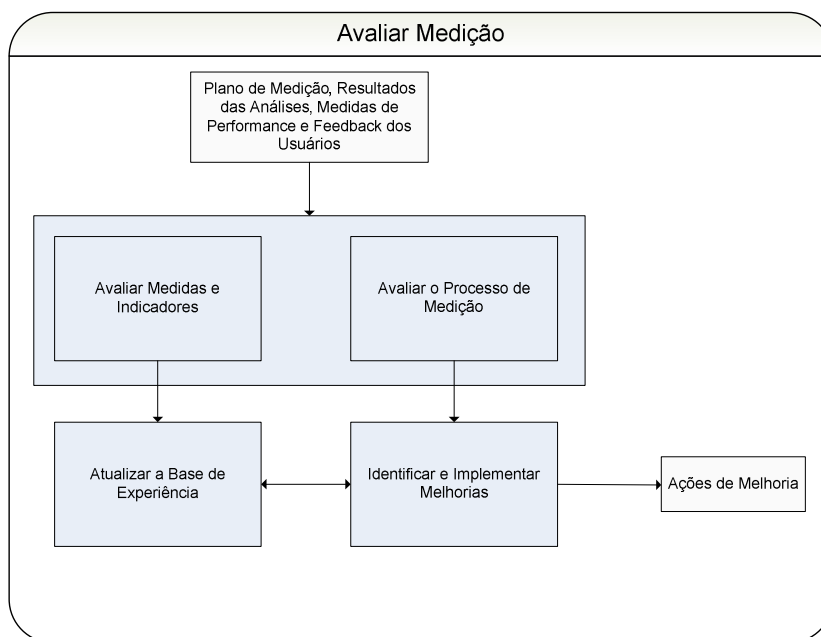 Avaliar Medição
Plano de Medição, Resultados
das Análises, Medidas de
Performance e Feedback dos
Usuários
Avaliar Medidas e
Indicadores
Avaliar o Processo de
Medição
Atualizar a Base de
Experiência
Identificar e Implementar
Melhorias
Ações de Melhoria